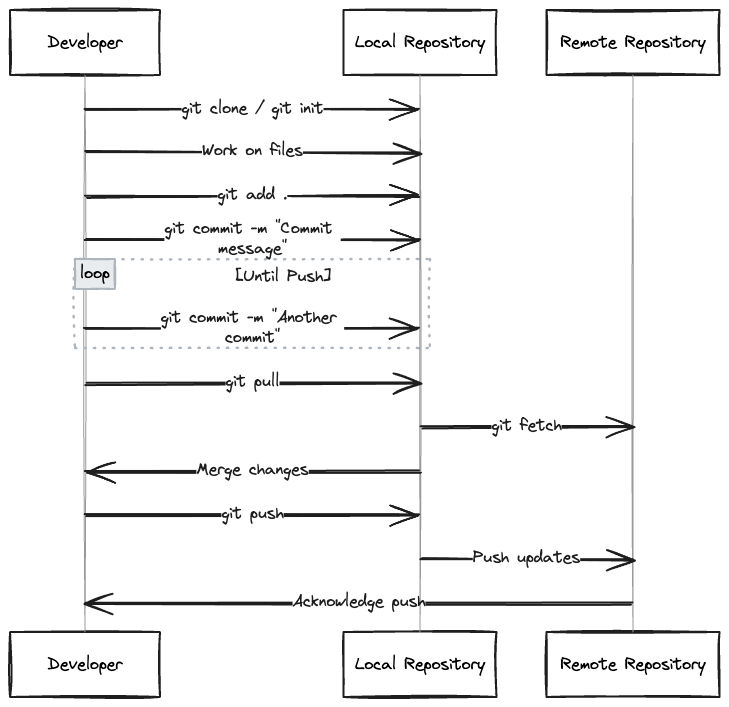 Developer
Local Repository
Remote Repository
git clone / git init
Work on files
git add .
git commit -m "Commit
message"
loop
[Until Push]
git commit -m "Another
commit"
git pull
git fetch
Merge changes
git push
Push updates
Acknowledge push
Developer
Local Repository
Remote Repository